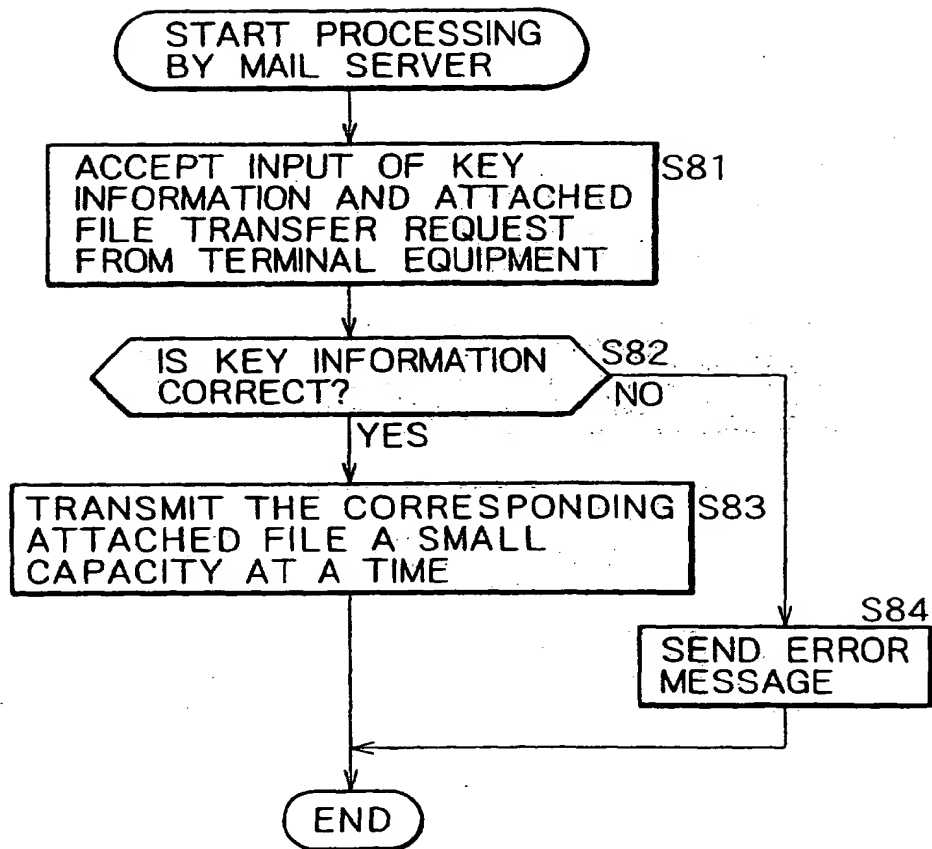 START PROCESSING
BY MAIL SERVER
ACCEPT INPUT OF KEY
INFORMATION AND ATTACHED
FILE TRANSFER REQUEST
FROM TERMINAL EQUIPMENT
S81
IS KEY INFORMATION
CORRECT?
S82
NO
YES
TRANSMIT THE CORRESPONDING
ATTACHED FILE A SMALL
CAPACITY AT A TIME
S83
S84
SEND ERROR
MESSAGE
END